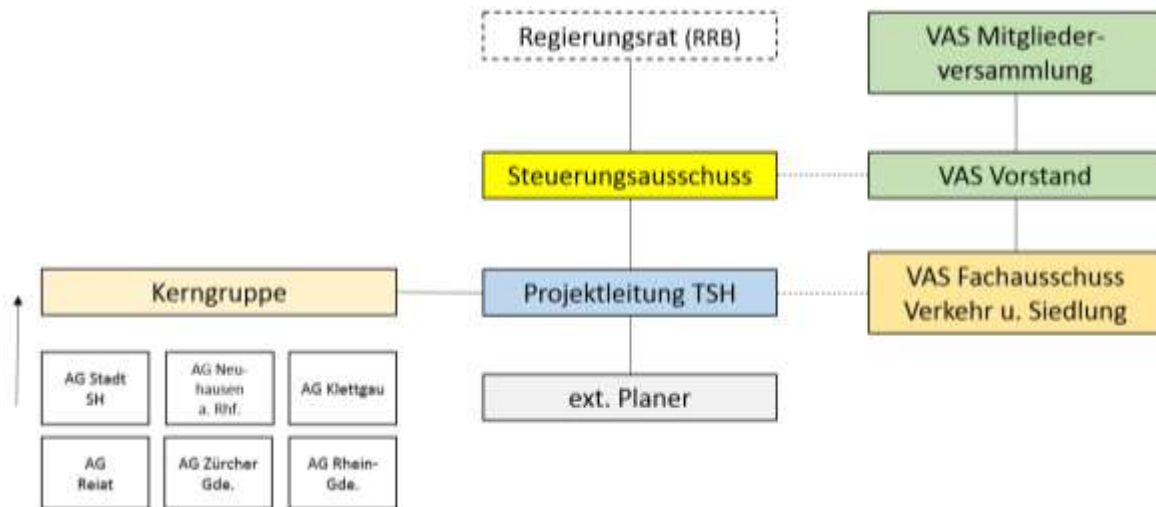 Regierungsrat (RRB)
VAS Mitglieder-
versammlung
Steuerungsausschuss
VAS Vorstand
Kerngruppe
Projektleitung TSH
VAS Fachausschuss
Verkehr u. Siedlung
AG Stadt
SH
AG Neu-
hausen
a. Rhf.
AG Klettgau
ext. Planer
AG
Reiat
AG Zürcher
Gde.
AG Rhein-
Gde.